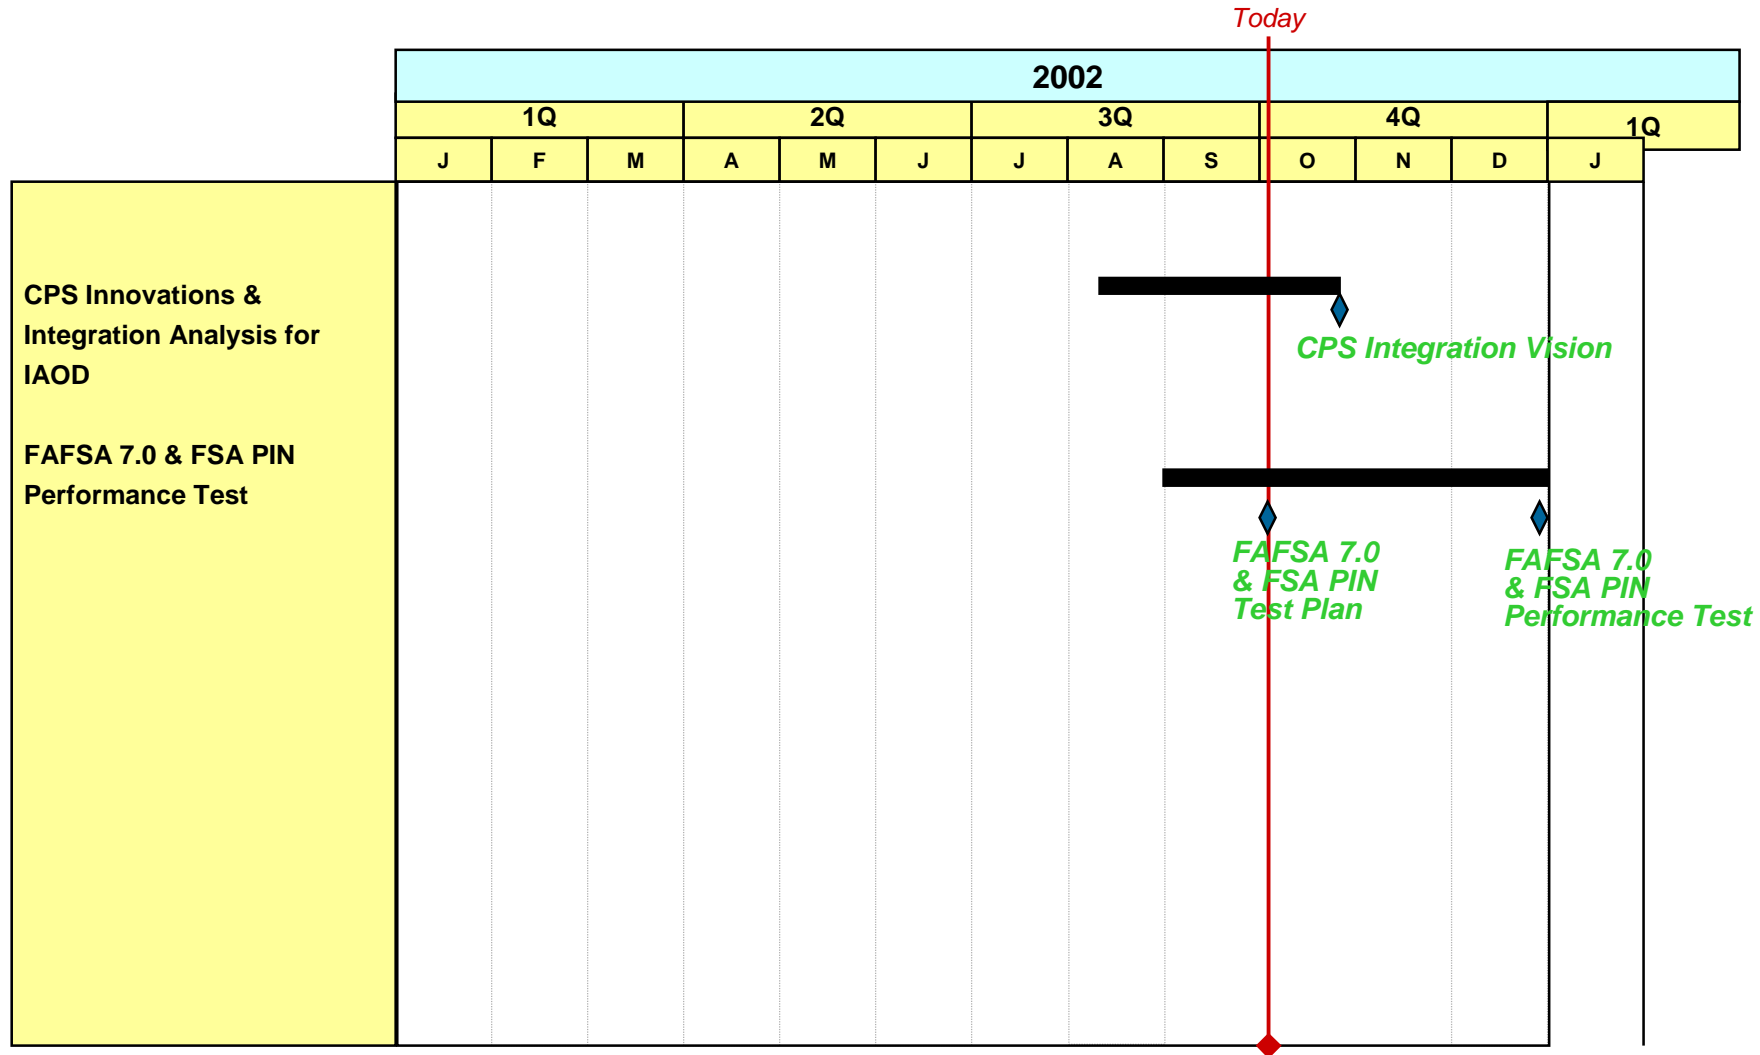 Today
2002
1Q 2Q 3Q 4Q 1Q
J F M A M J J A S O N D J
CPS Innovations &
Integration Analysis for
IAOD
CPS Integration Vision
FAFSA 7.0 & FSA PIN
Performance Test
FAFSA 7.0
& FSA PIN
Test Plan
FAFSA 7.0
& FSA PIN
Performance Test